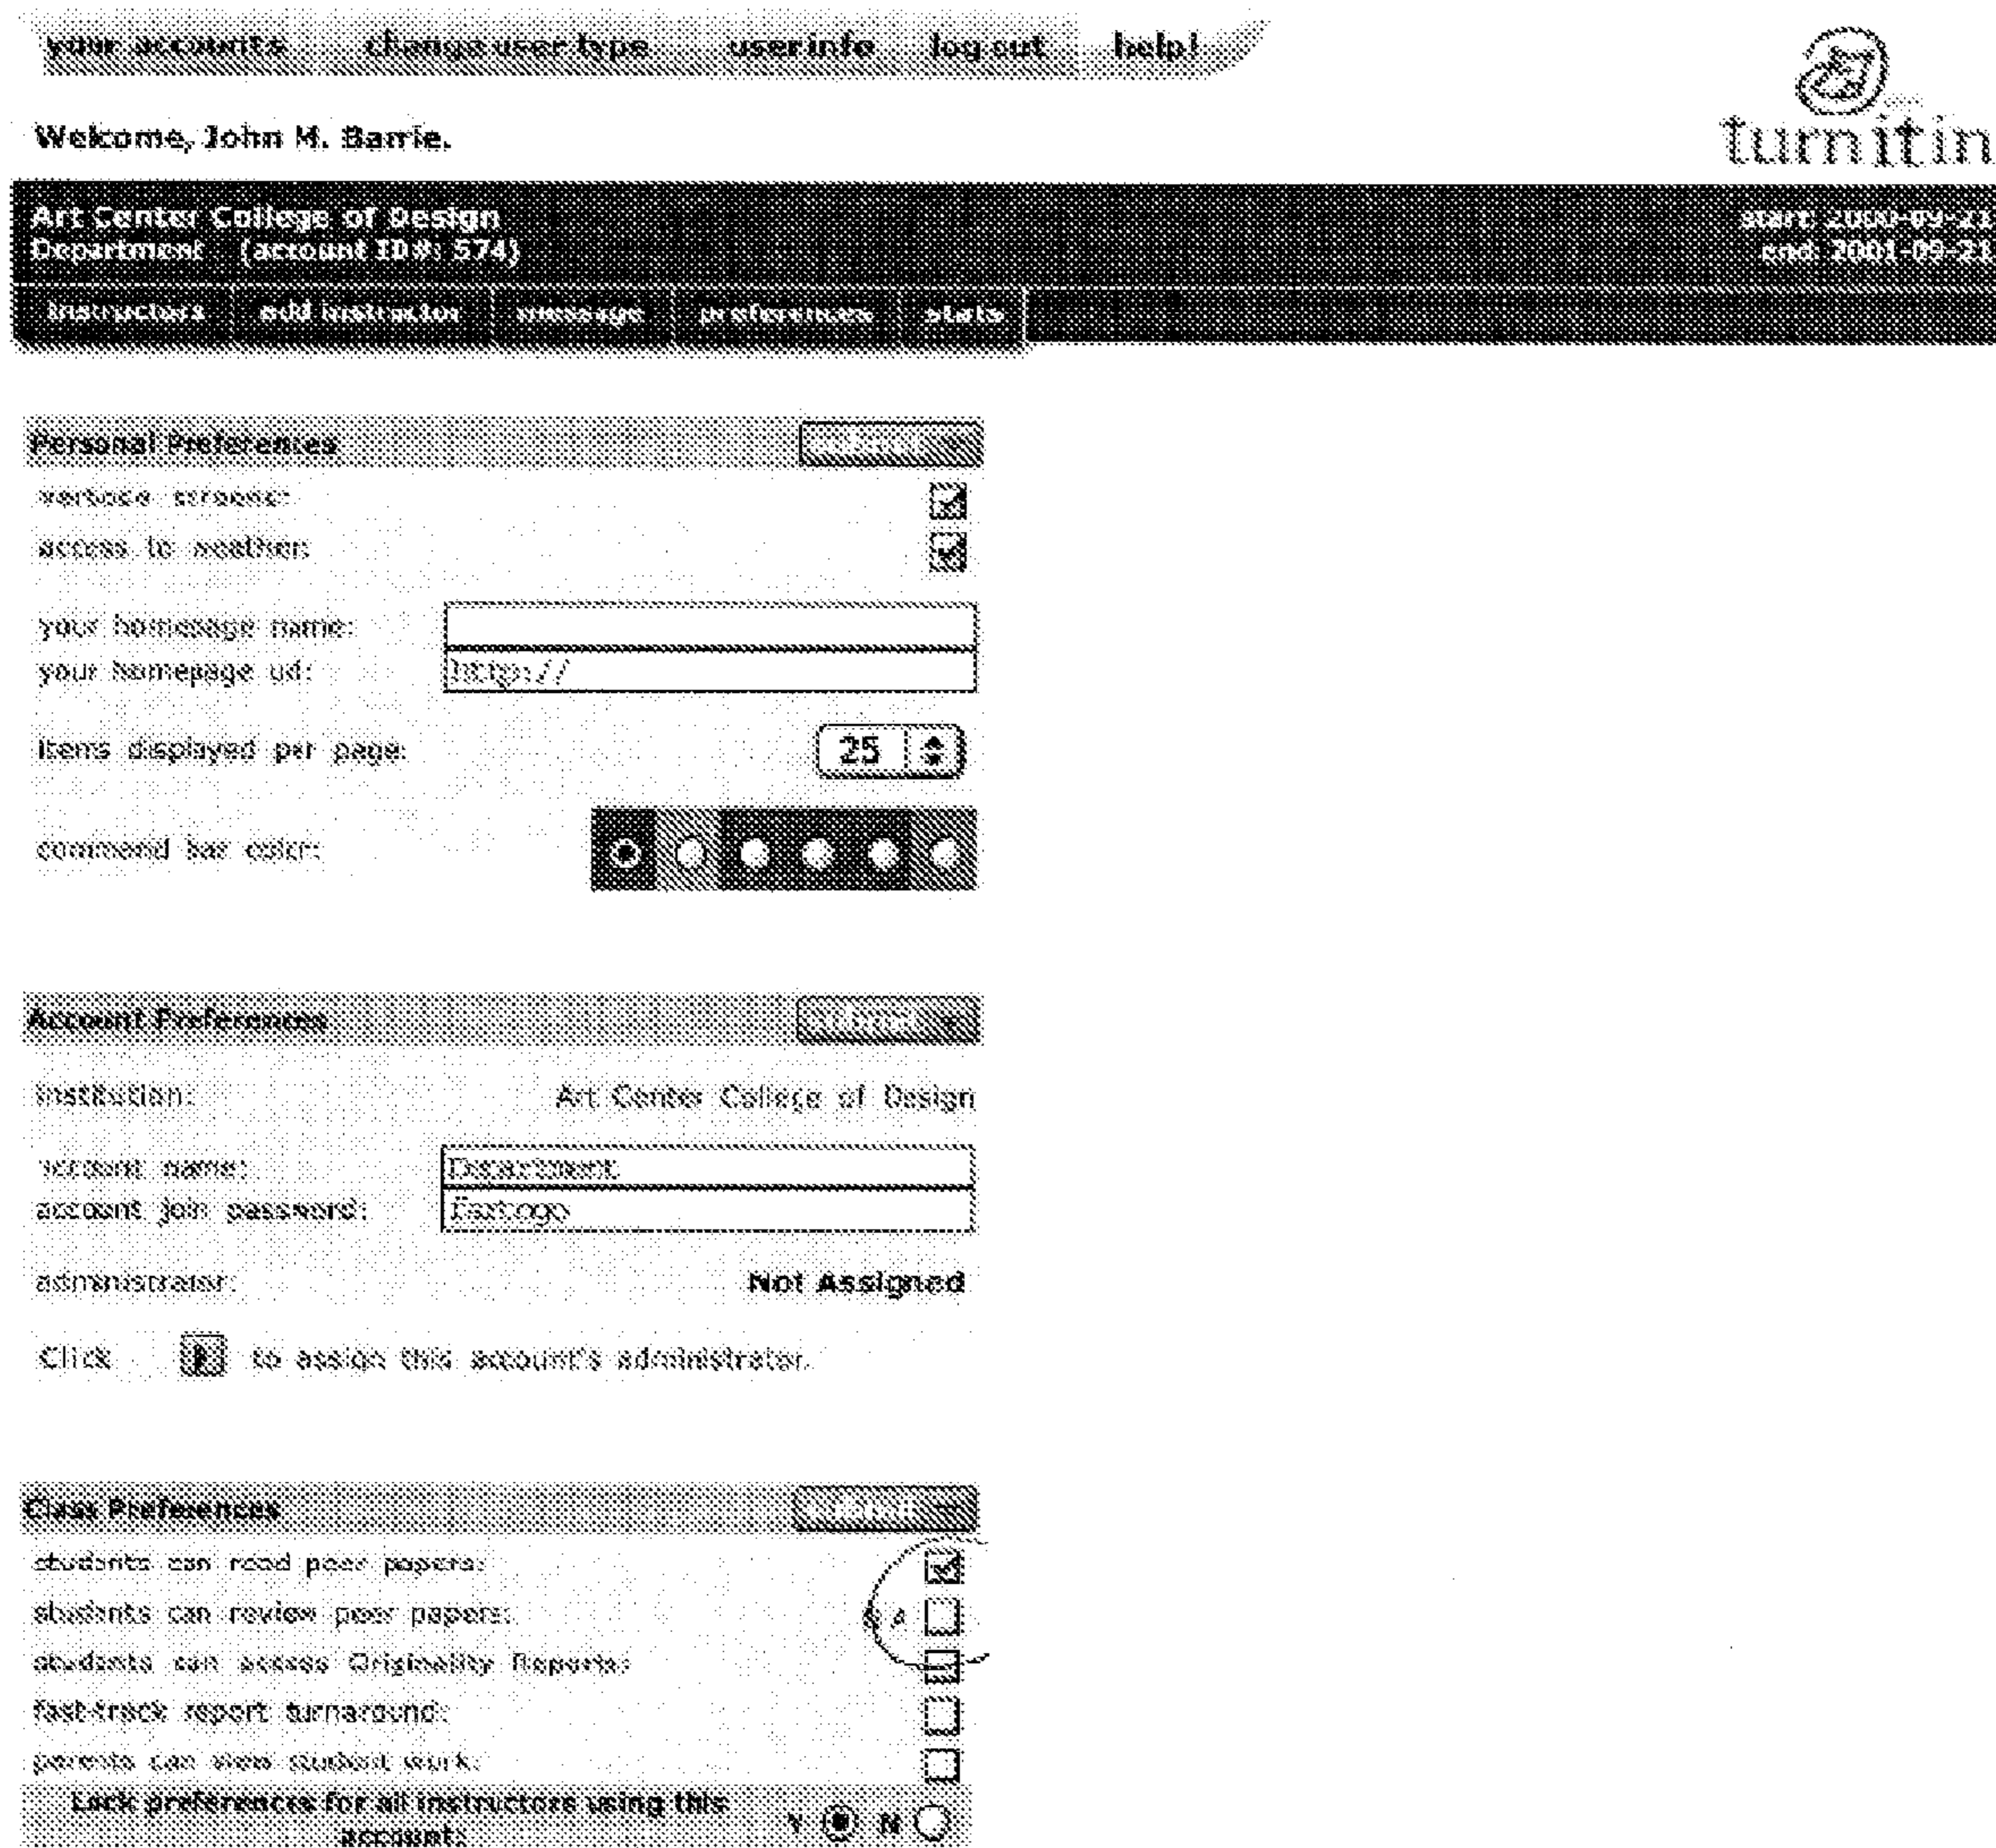 your accounts change user type user info log out help!
turnitin
Welcome, John M. Barrie.
Art Center College of Design
Department (account ID#: 574)
start: 2000-09-21
end: 2001-09-21
instructors add instructor message preferences stats
Personal Preferences submit
verbose screens:
access to weather:
your homepage name:
your homepage url: http://
items displayed per page: 25
command bar color:
Account Preferences submit
institution: Art Center College of Design
account name: Department
account join password:
administrator: Not Assigned
Click to assign this account's administrator.
Class Preferences submit
students can read peer papers:
students can review peer papers:
students can access Originality Reports:
fast-track report turnaround:
parents can view student work:
Lock preferences for all instructors using this
account: Y N